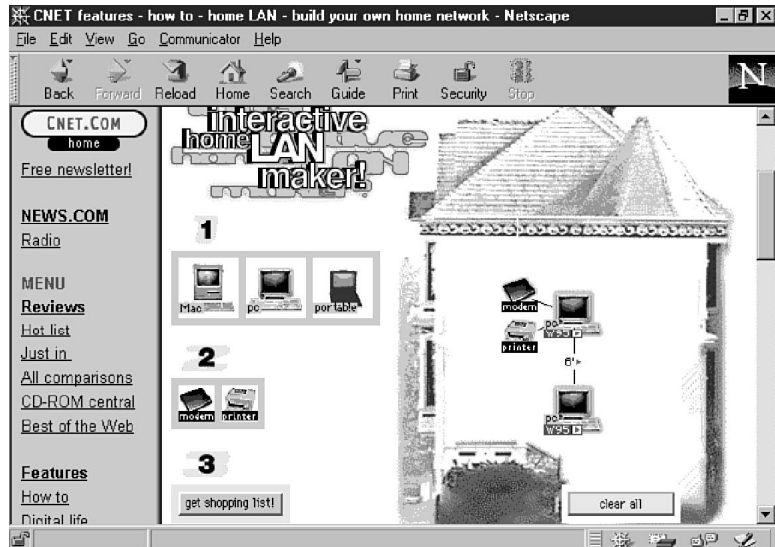 CNET features - how to - home LAN - build your own home network - Netscape
File Edit View Go Communicator Help
Back Forward Reload Home Search Guide Print Security Stop
N
CNET.COM
home
Free newsletter!
NEWS.COM
Radio
MENU
Reviews
Hot list
Just in
All comparisons
CD-ROM central
Best of the Web
Features
How to
Digital life
interactive
home LAN
maker!
1
Mac pc portable
2
modem printer
3
get shopping list!
modem
pc
W95
printer
6'
pc
W95
clear all